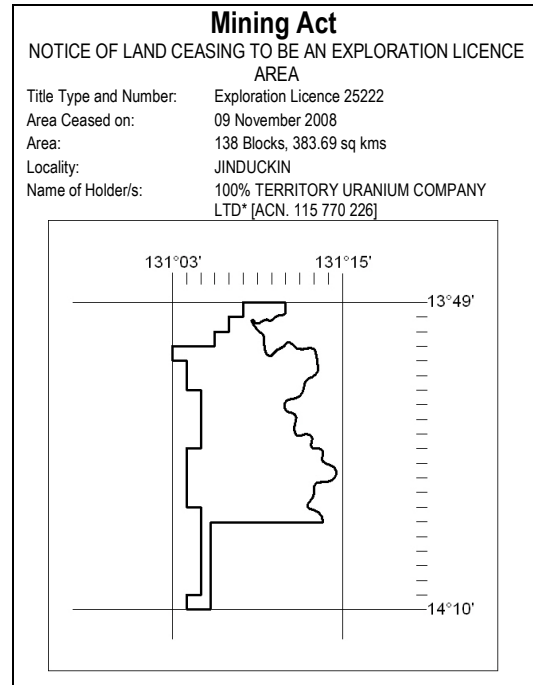 Mining Act
NOTICE OF LAND CEASING TO BE AN EXPLORATION LICENCE
AREA
Title Type and Number: Exploration Licence 25222
Area Ceased on: 09 November 2008
Area: 138 Blocks, 383.69 sq kms
Locality: JINDUCKIN
Name of Holder/s: 100% TERRITORY URANIUM COMPANY
LTD* [ACN. 115 770 226]
131°03' 131°15'
13°49'
14°10'